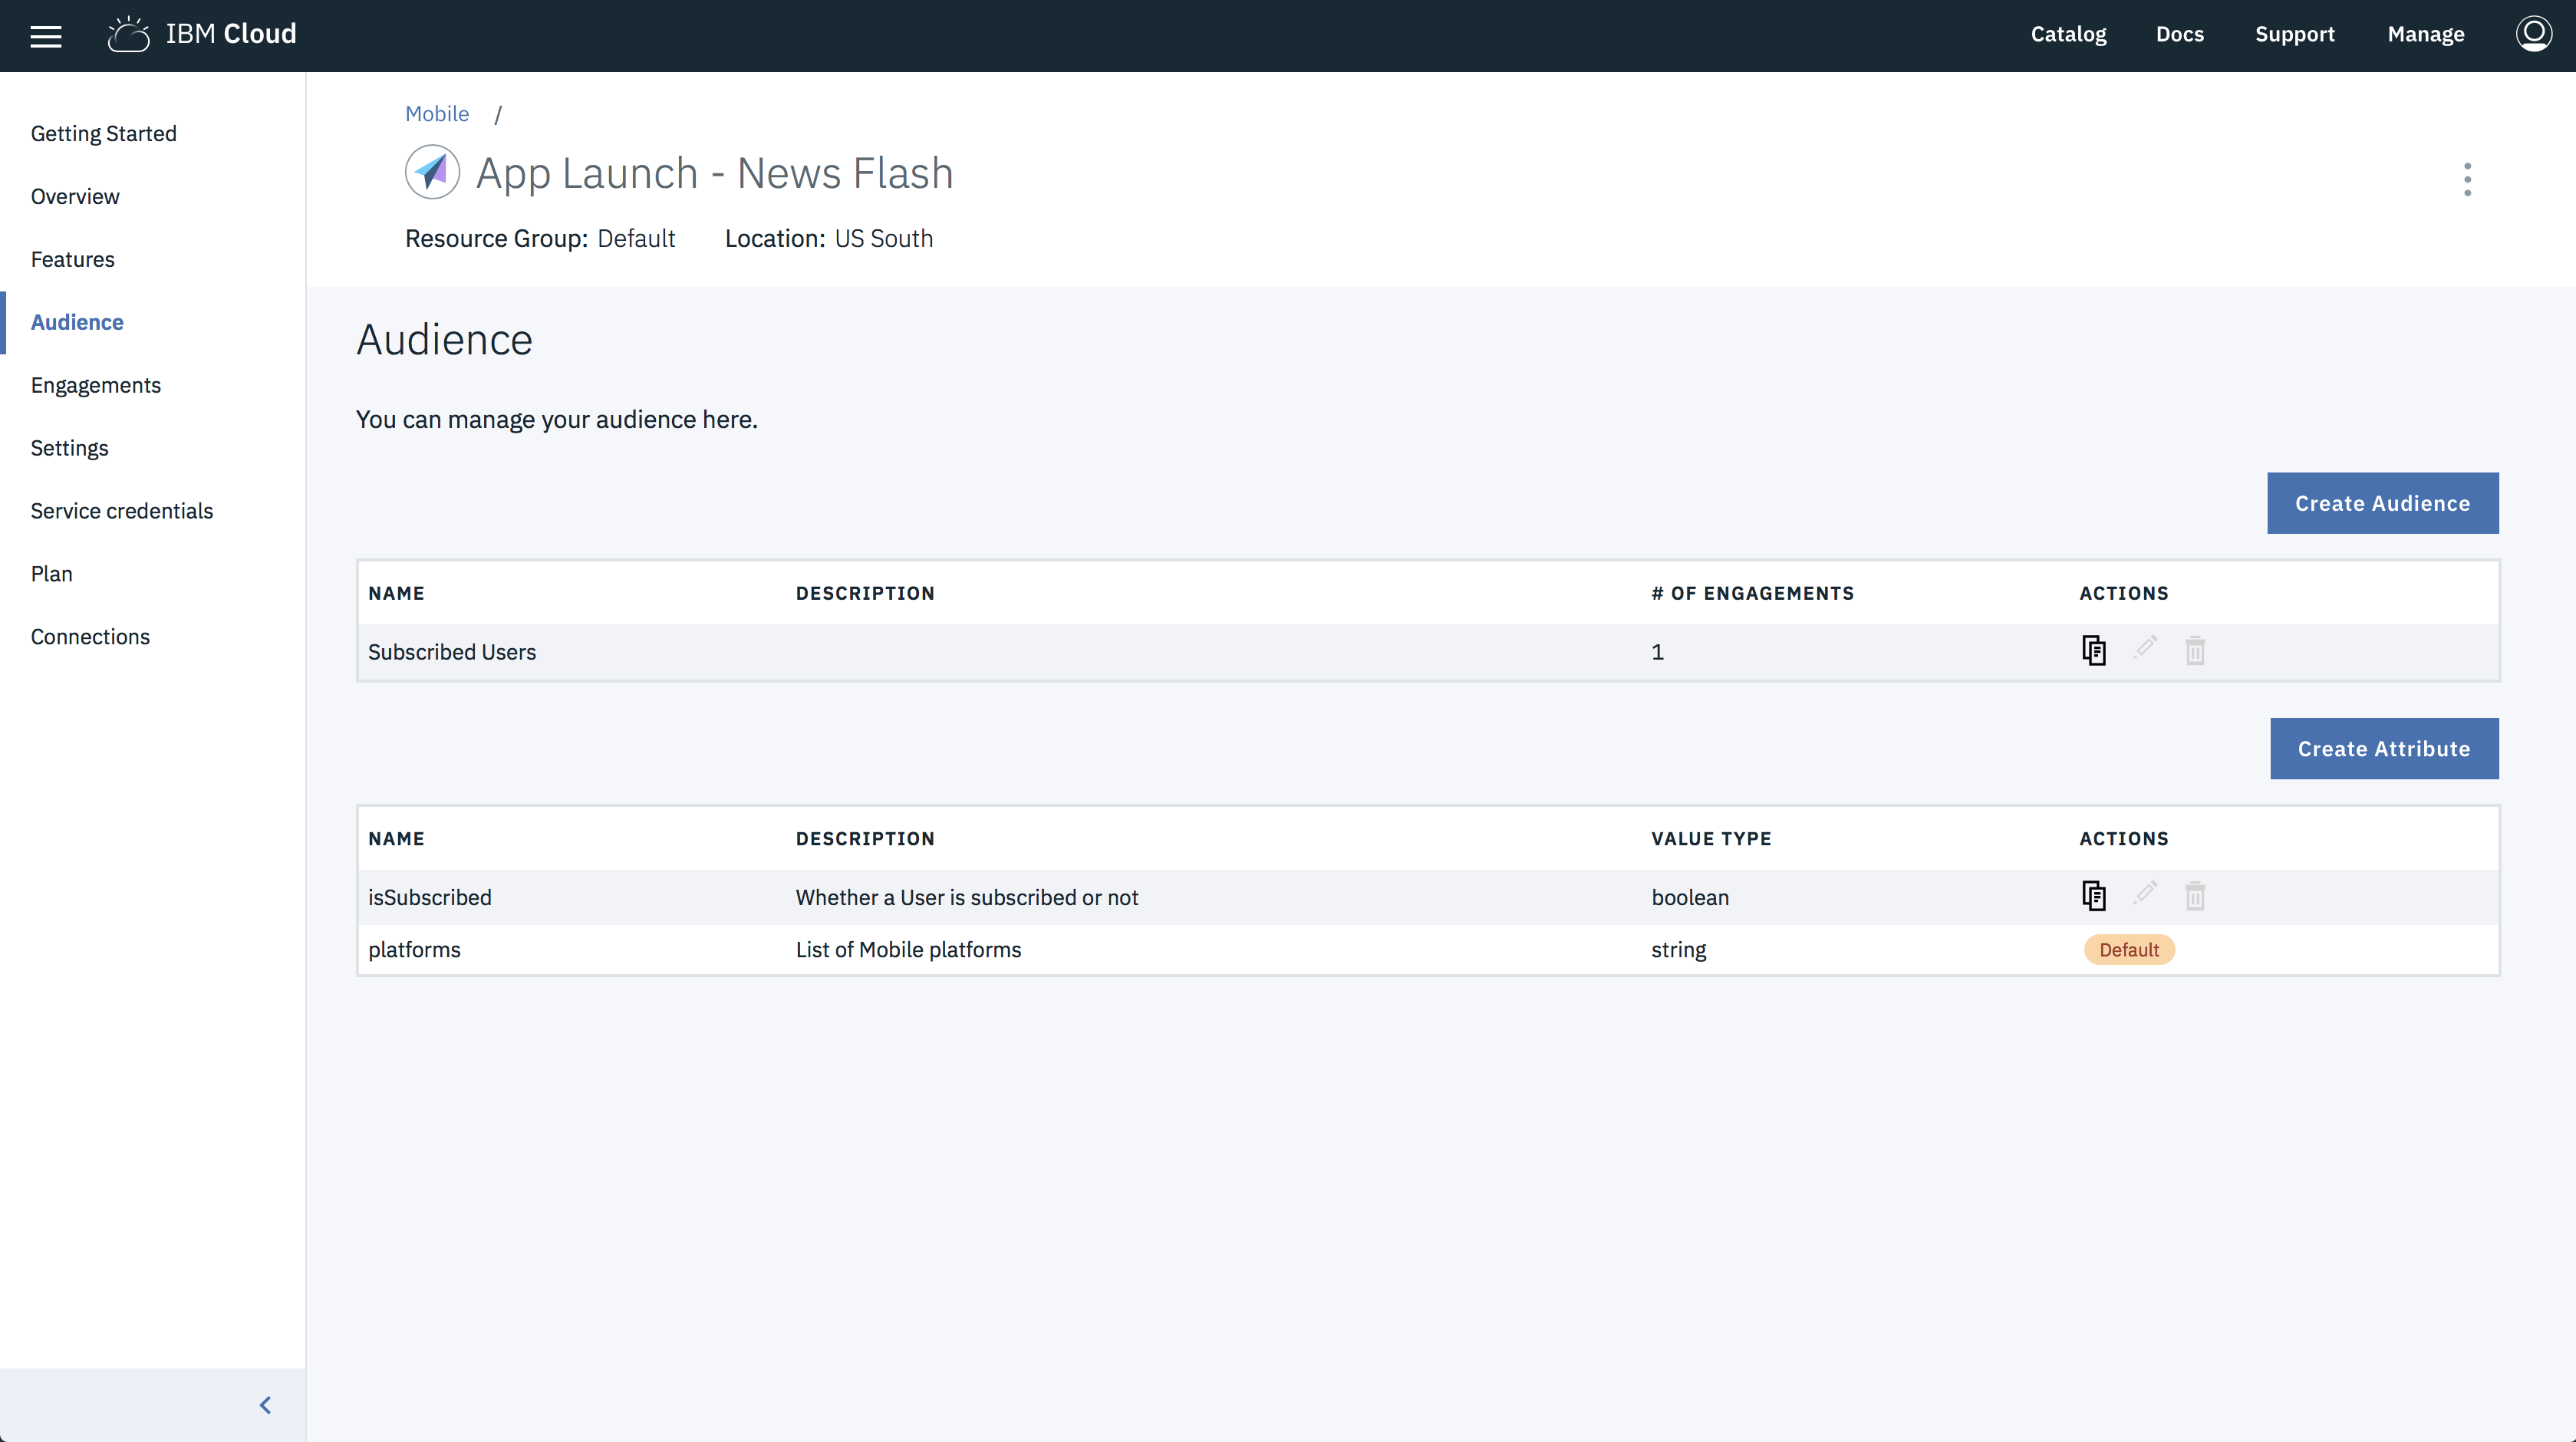 IBM Cloud
Catalog Docs Support Manage
Getting Started
Overview
Features
Audience
Engagements
Settings
Service credentials
Plan
Connections
Mobile /
App Launch - News Flash
Resource Group: Default Location: US South
Audience
You can manage your audience here.
Create Audience
NAME DESCRIPTION # OF ENGAGEMENTS ACTIONS
Subscribed Users 1
Create Attribute
NAME DESCRIPTION VALUE TYPE ACTIONS
isSubscribed Whether a User is subscribed or not boolean
platforms List of Mobile platforms string Default